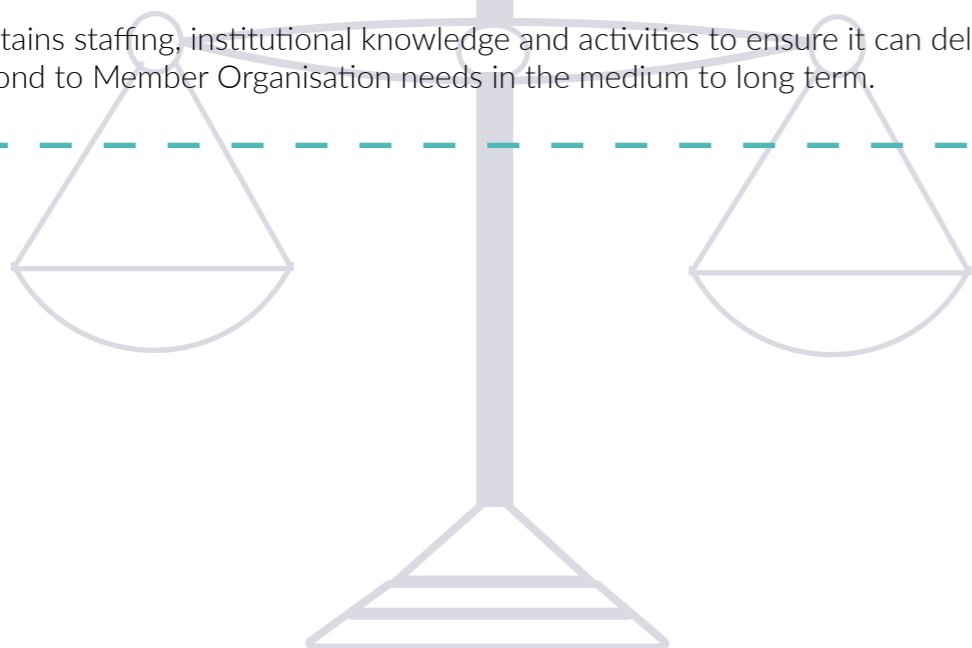 tains staffing, institutional knowledge and activities to ensure it can del
ond to Member Organisation needs in the medium to long term.